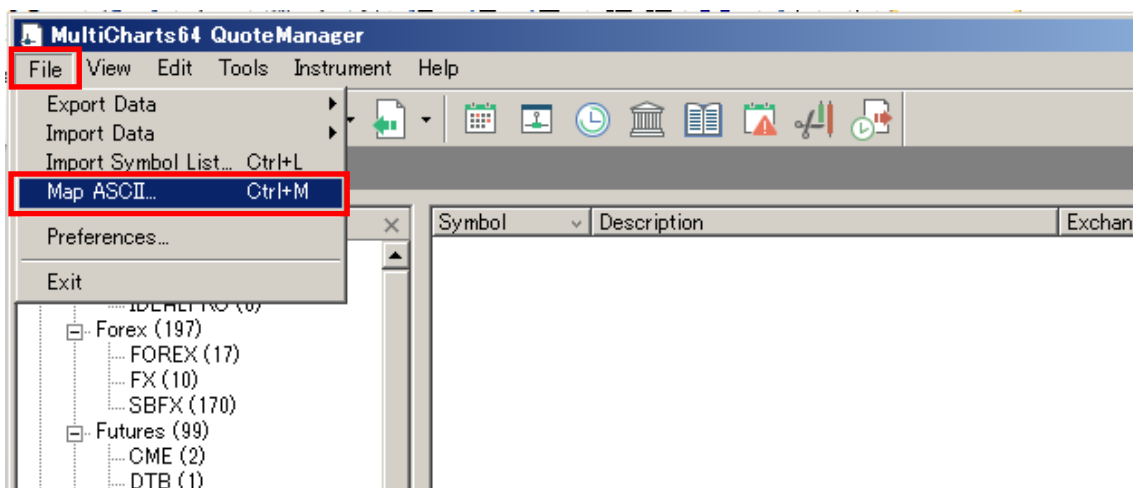 MultiCharts64 QuoteManager
File View Edit Tools Instrument Help
Export Data
Import Data
Import Symbol List... Ctrl+L
Map ASCII... Ctrl+M
Preferences...
Exit
Symbol Description Exchan
Forex (197)
FOREX (17)
FX (10)
SBFX (170)
Futures (99)
CME (2)
DTB (1)